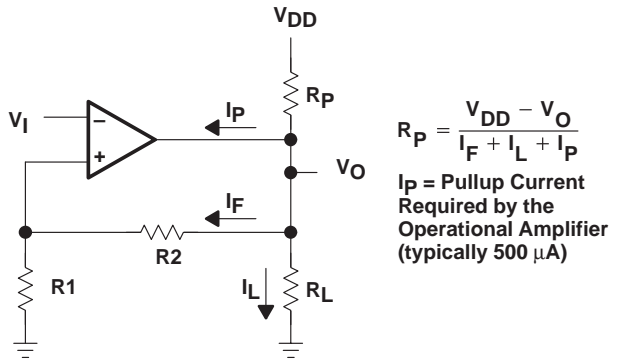 VDD
RP
IP
VI
–
+
VO
IF
R2
R1
IL
RL
RP = VDD – VO
IF + IL + IP
IP = Pullup Current
Required by the
Operational Amplifier
(typically 500 μA)